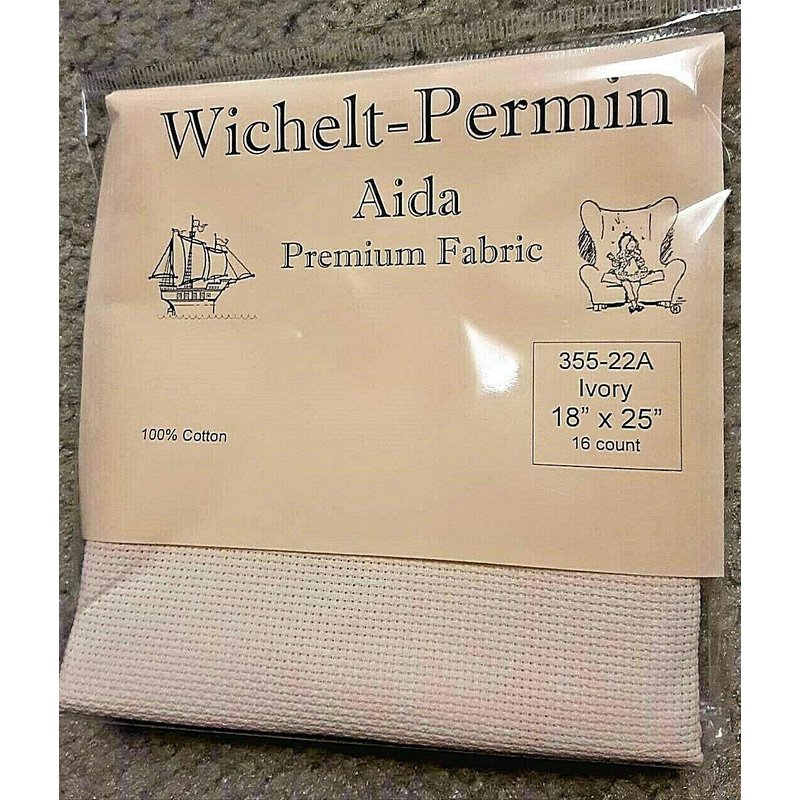 Wichelt-Permin
Aida
Premium Fabric
355-22A
Ivory
18” x 25”
16 count
100% Cotton